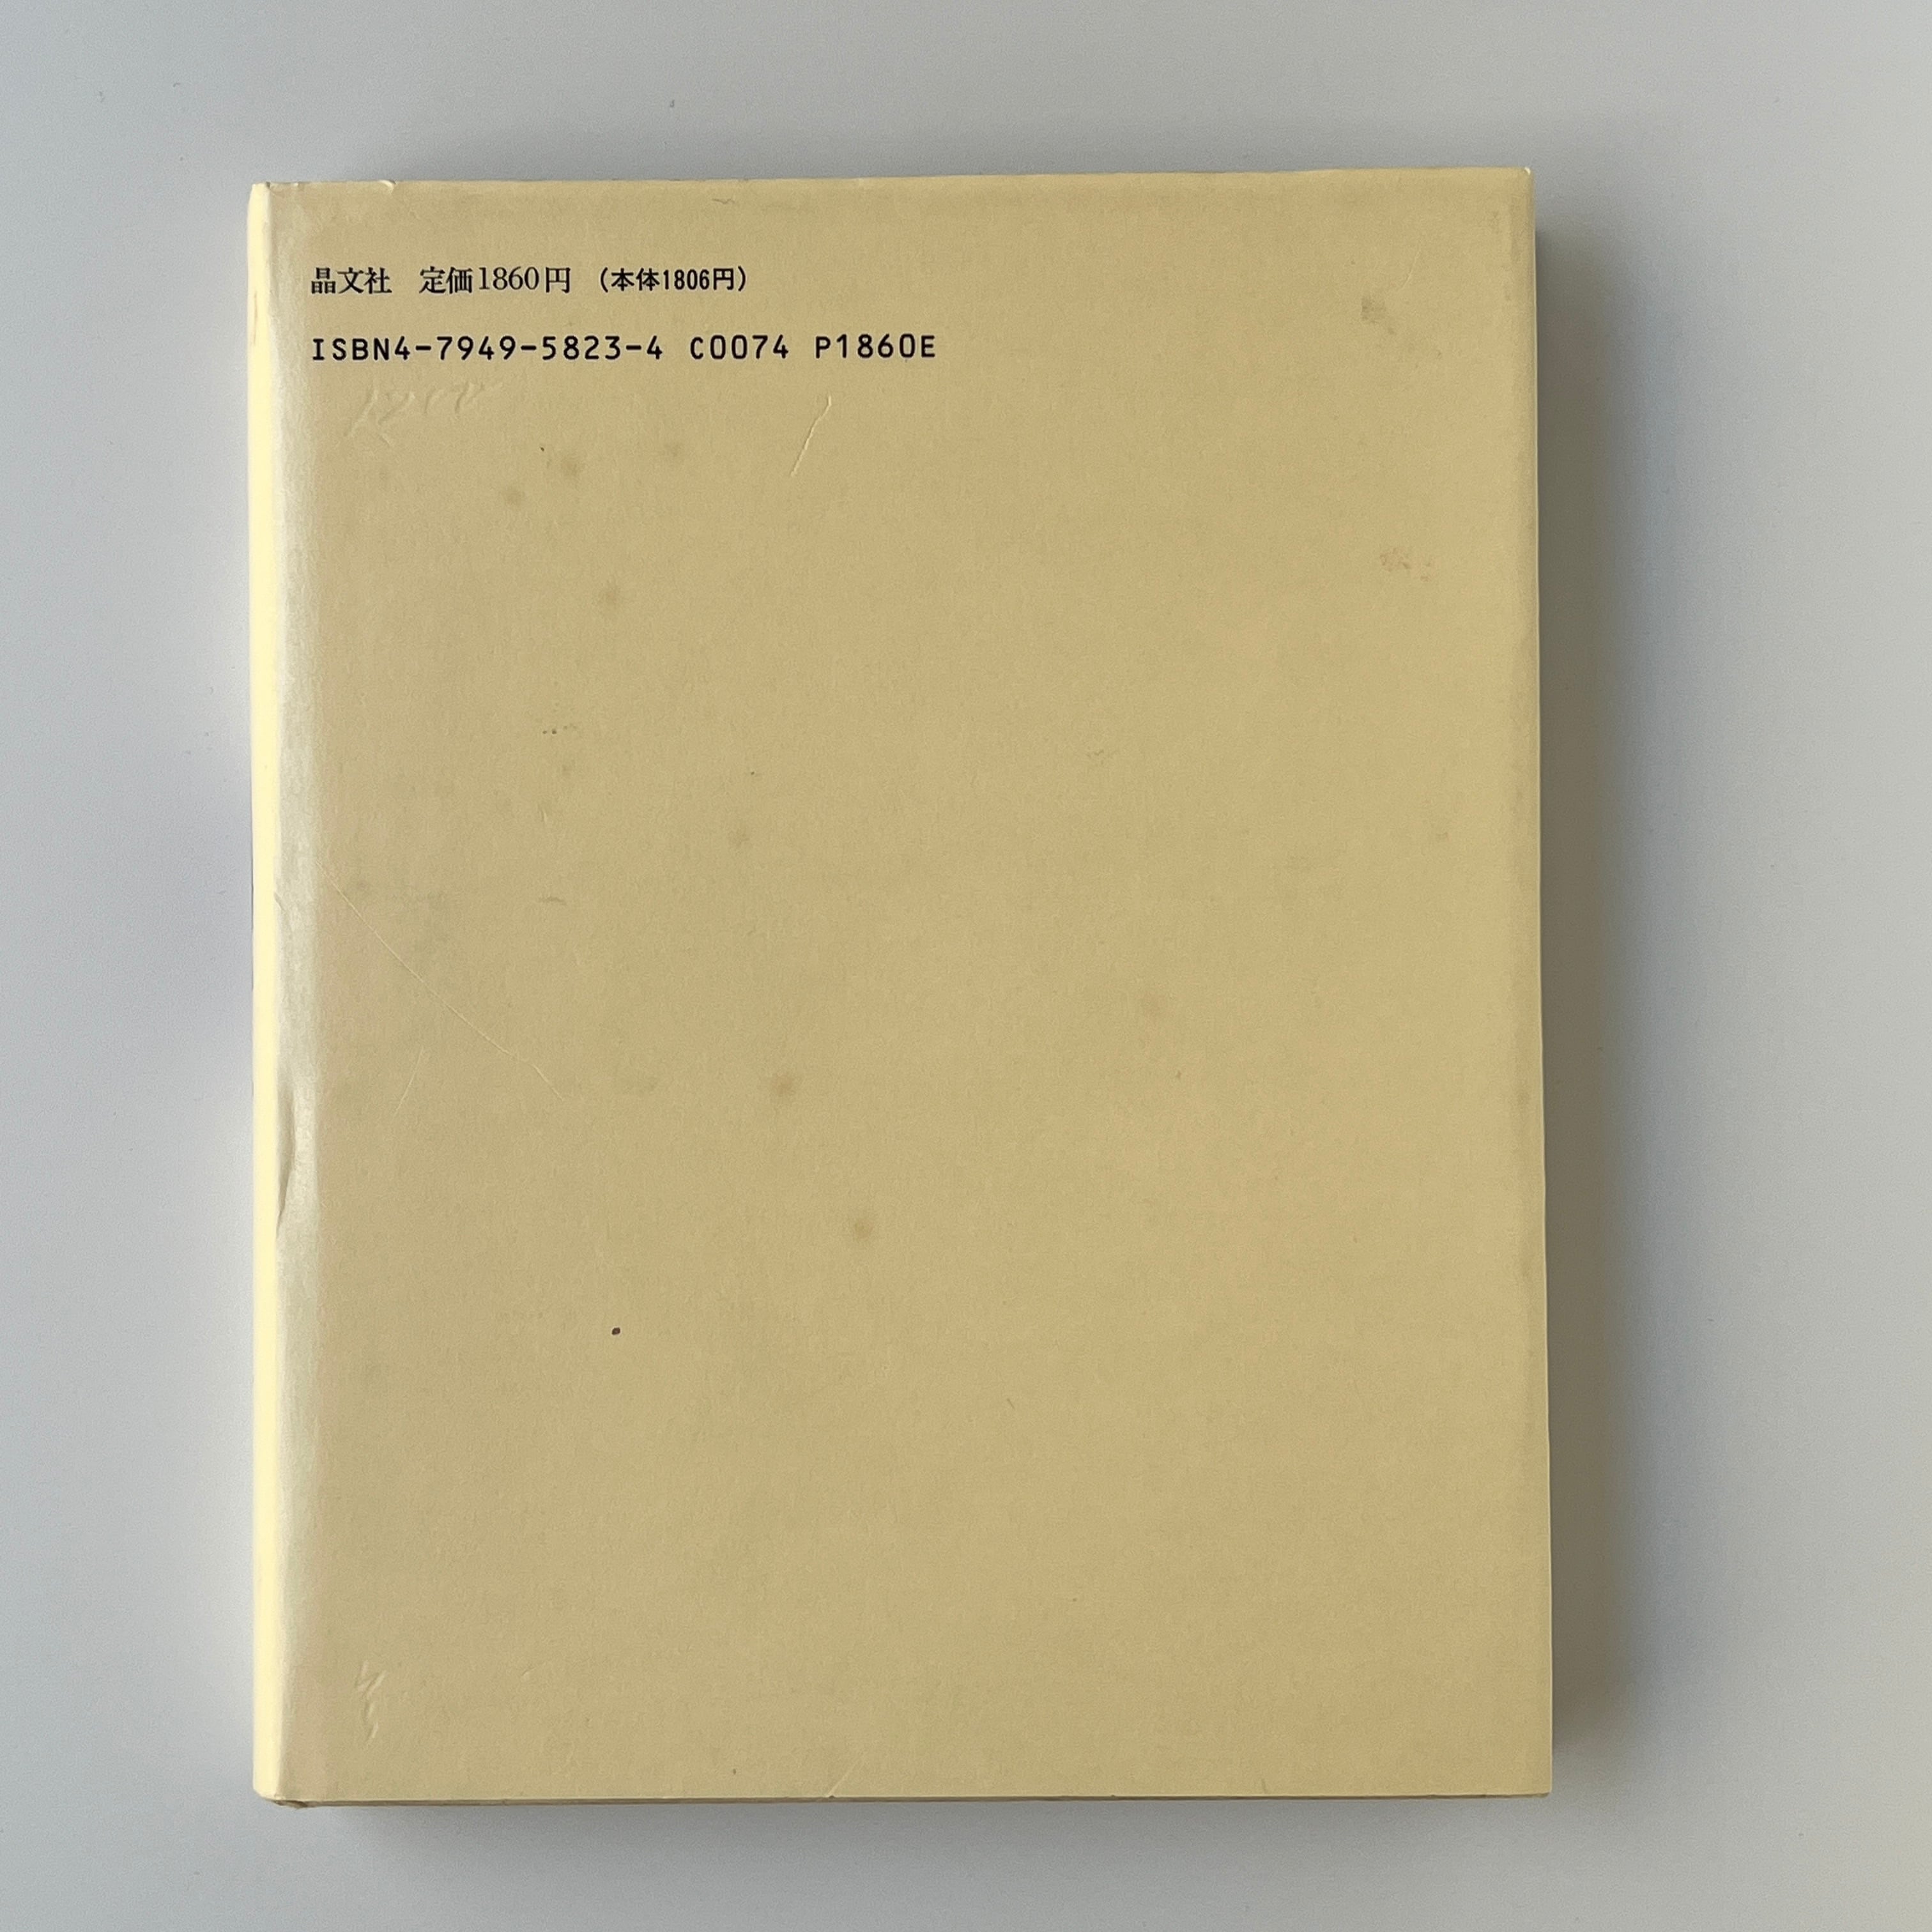 晶文社　定価1860円　(本体1806円)
ISBN4-7949-5823-4 C0074 P1860E